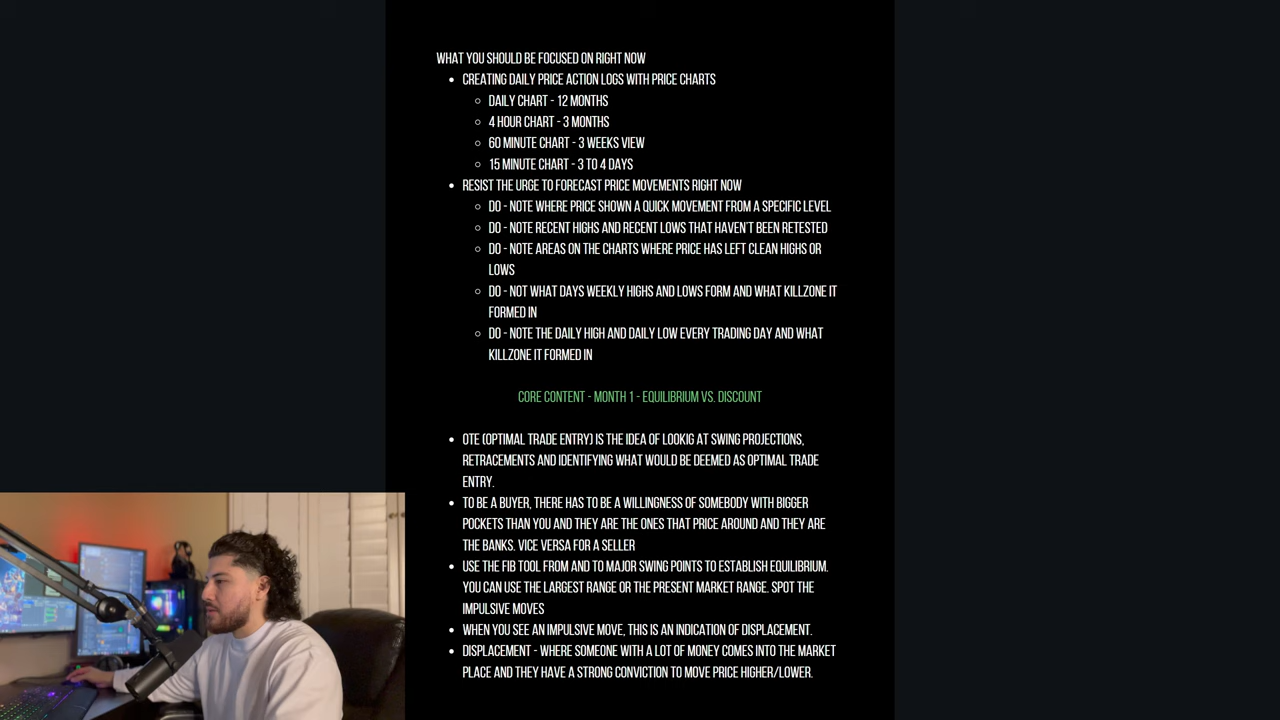 WHAT YOU SHOULD BE FOCUSED ON RIGHT NOW
• CREATING DAILY PRICE ACTION LOGS WITH PRICE CHARTS
○ DAILY CHART - 12 MONTHS
○ 4 HOUR CHART - 3 MONTHS
○ 60 MINUTE CHART - 3 WEEKS VIEW
○ 15 MINUTE CHART - 3 TO 4 DAYS
• RESIST THE URGE TO FORECAST PRICE MOVEMENTS RIGHT NOW
○ DO - NOTE WHERE PRICE SHOWN A QUICK MOVEMENT FROM A SPECIFIC LEVEL
○ DO - NOTE RECENT HIGHS AND RECENT LOWS THAT HAVEN'T BEEN RETESTED
○ DO - NOTE AREAS ON THE CHARTS WHERE PRICE HAS LEFT CLEAN HIGHS OR
LOWS
○ DO - NOT WHAT DAYS WEEKLY HIGHS AND LOWS FORM AND WHAT KILLZONE IT
FORMED IN
○ DO - NOTE THE DAILY HIGH AND DAILY LOW EVERY TRADING DAY AND WHAT
KILLZONE IT FORMED IN
CORE CONTENT - MONTH 1 - EQUILIBRIUM VS. DISCOUNT
• OTE (OPTIMAL TRADE ENTRY) IS THE IDEA OF LOOKIG AT SWING PROJECTIONS,
RETRACEMENTS AND IDENTIFYING WHAT WOULD BE DEEMED AS OPTIMAL TRADE
ENTRY.
• TO BE A BUYER, THERE HAS TO BE A WILLINGNESS OF SOMEBODY WITH BIGGER
POCKETS THAN YOU AND THEY ARE THE ONES THAT PRICE AROUND AND THEY ARE
THE BANKS. VICE VERSA FOR A SELLER
• USE THE FIB TOOL FROM AND TO MAJOR SWING POINTS TO ESTABLISH EQUILIBRIUM.
YOU CAN USE THE LARGEST RANGE OR THE PRESENT MARKET RANGE. SPOT THE
IMPULSIVE MOVES
• WHEN YOU SEE AN IMPULSIVE MOVE, THIS IS AN INDICATION OF DISPLACEMENT.
• DISPLACEMENT - WHERE SOMEONE WITH A LOT OF MONEY COMES INTO THE MARKET
PLACE AND THEY HAVE A STRONG CONVICTION TO MOVE PRICE HIGHER/LOWER.